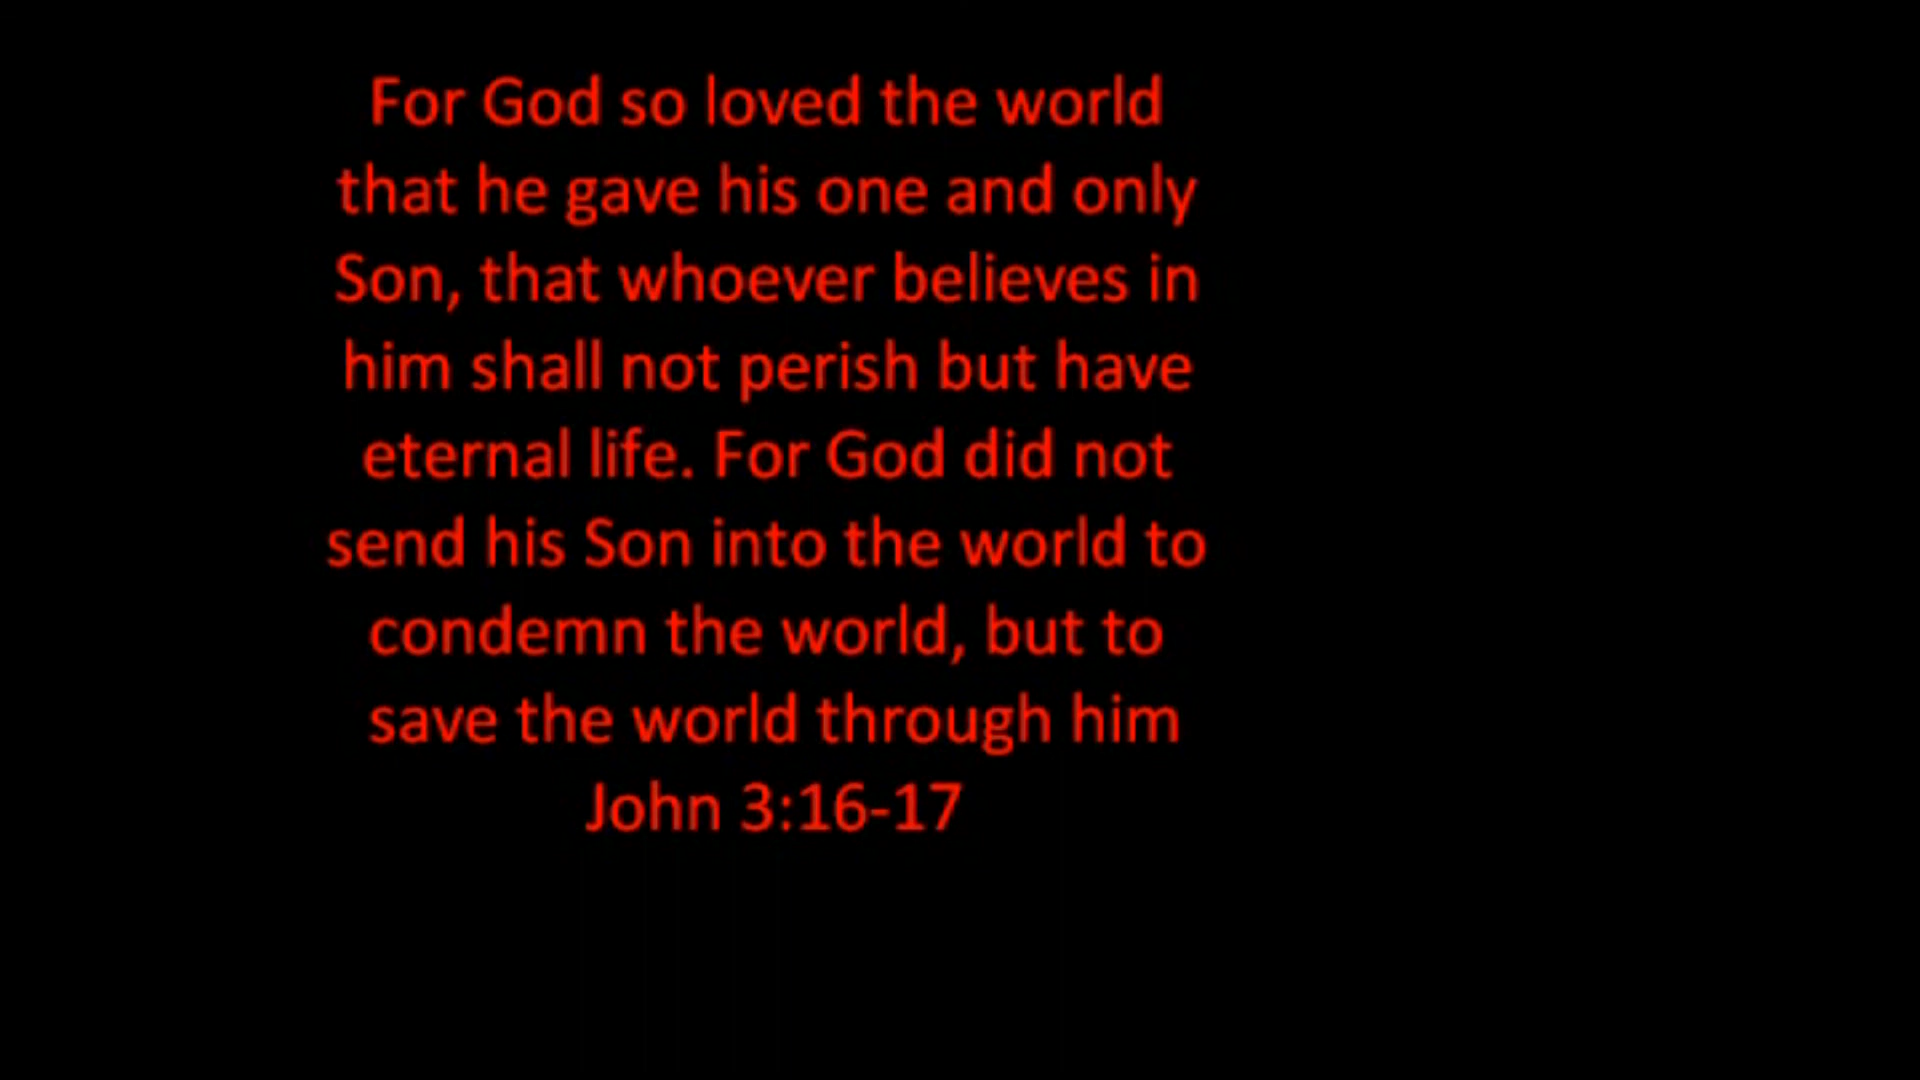 For God so loved the world
that he gave his one and only
Son, that whoever believes in
him shall not perish but have
eternal life. For God did not
send his Son into the world to
condemn the world, but to
save the world through him
John 3:16-17